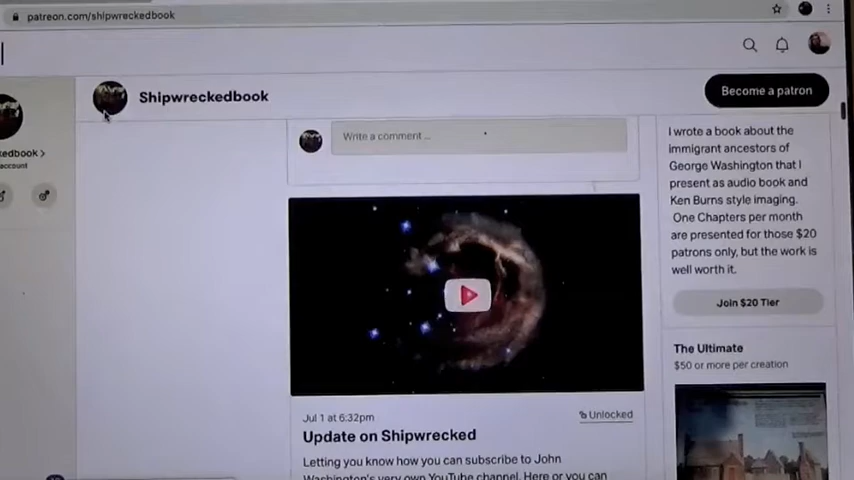 patreon.com/shipwreckedbook
Shipwreckedbook
Become a patron
edbook >
account
Write a comment ...
I wrote a book about the
immigrant ancestors of
George Washington that I
present as audio book and
Ken Burns style imaging.
One Chapters per month
are presented for those $20
patrons only, but the work is
well worth it.
Join $20 Tier
The Ultimate
$50 or more per creation
Jul 1 at 6:32pm
Unlocked
Update on Shipwrecked
Letting you know how you can subscribe to John
Washington's very own YouTube channel. Here or you can